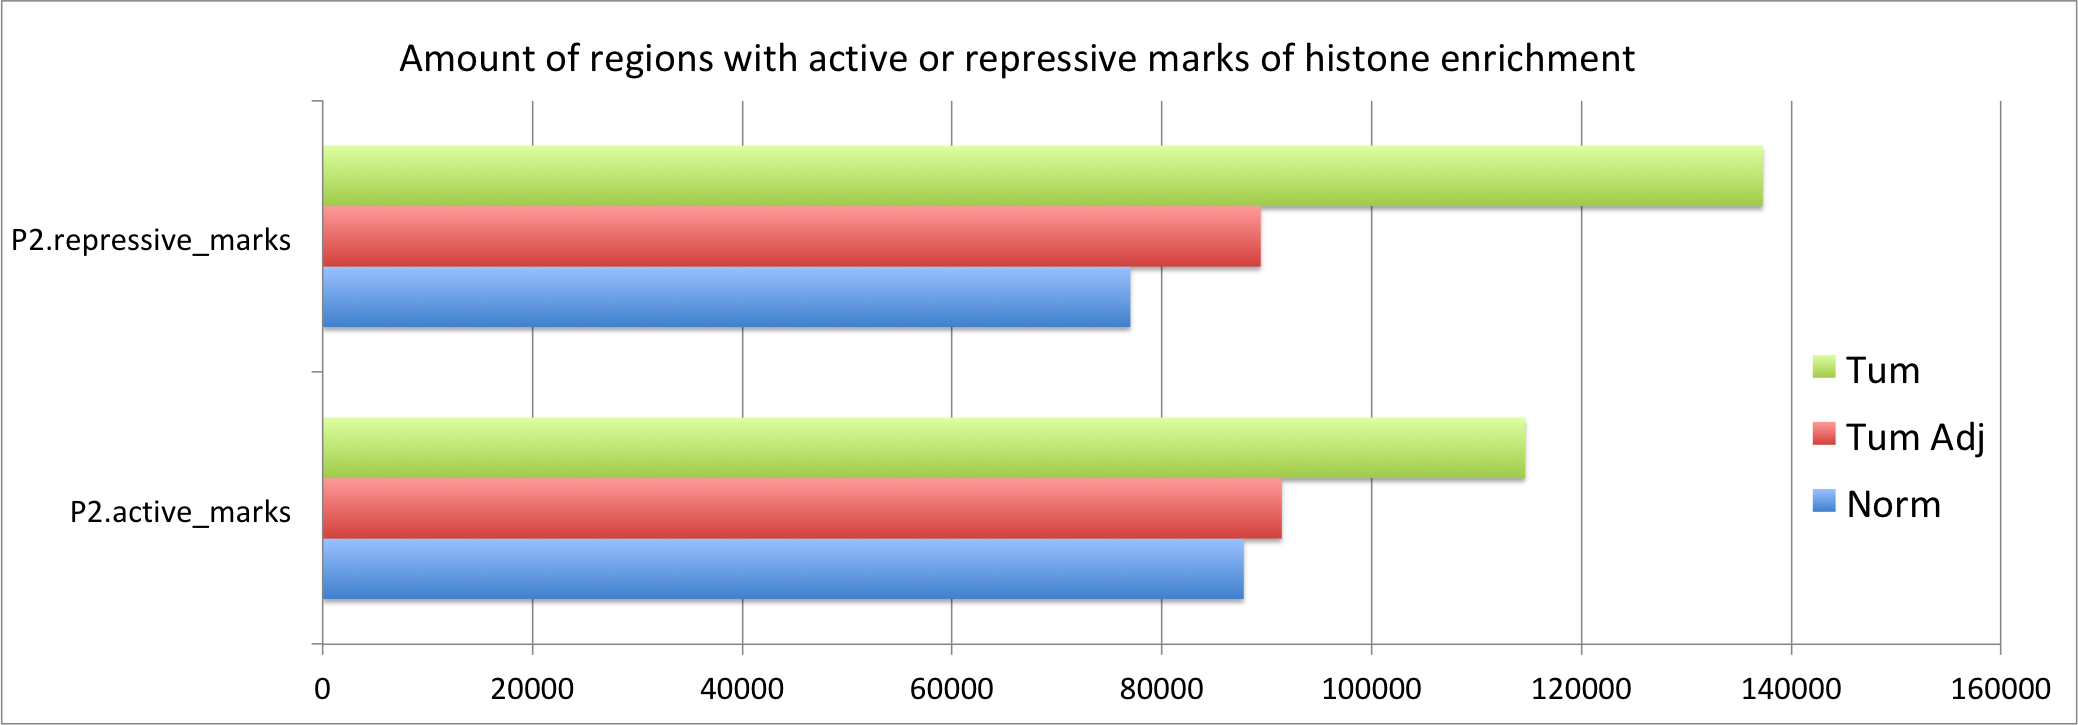 Amount of regions with active or repressive marks of histone enrichment
P2.repressive_marks
P2.active_marks
Tum
Tum Adj
Norm
0 20000 40000 60000 80000 100000 120000 140000 160000